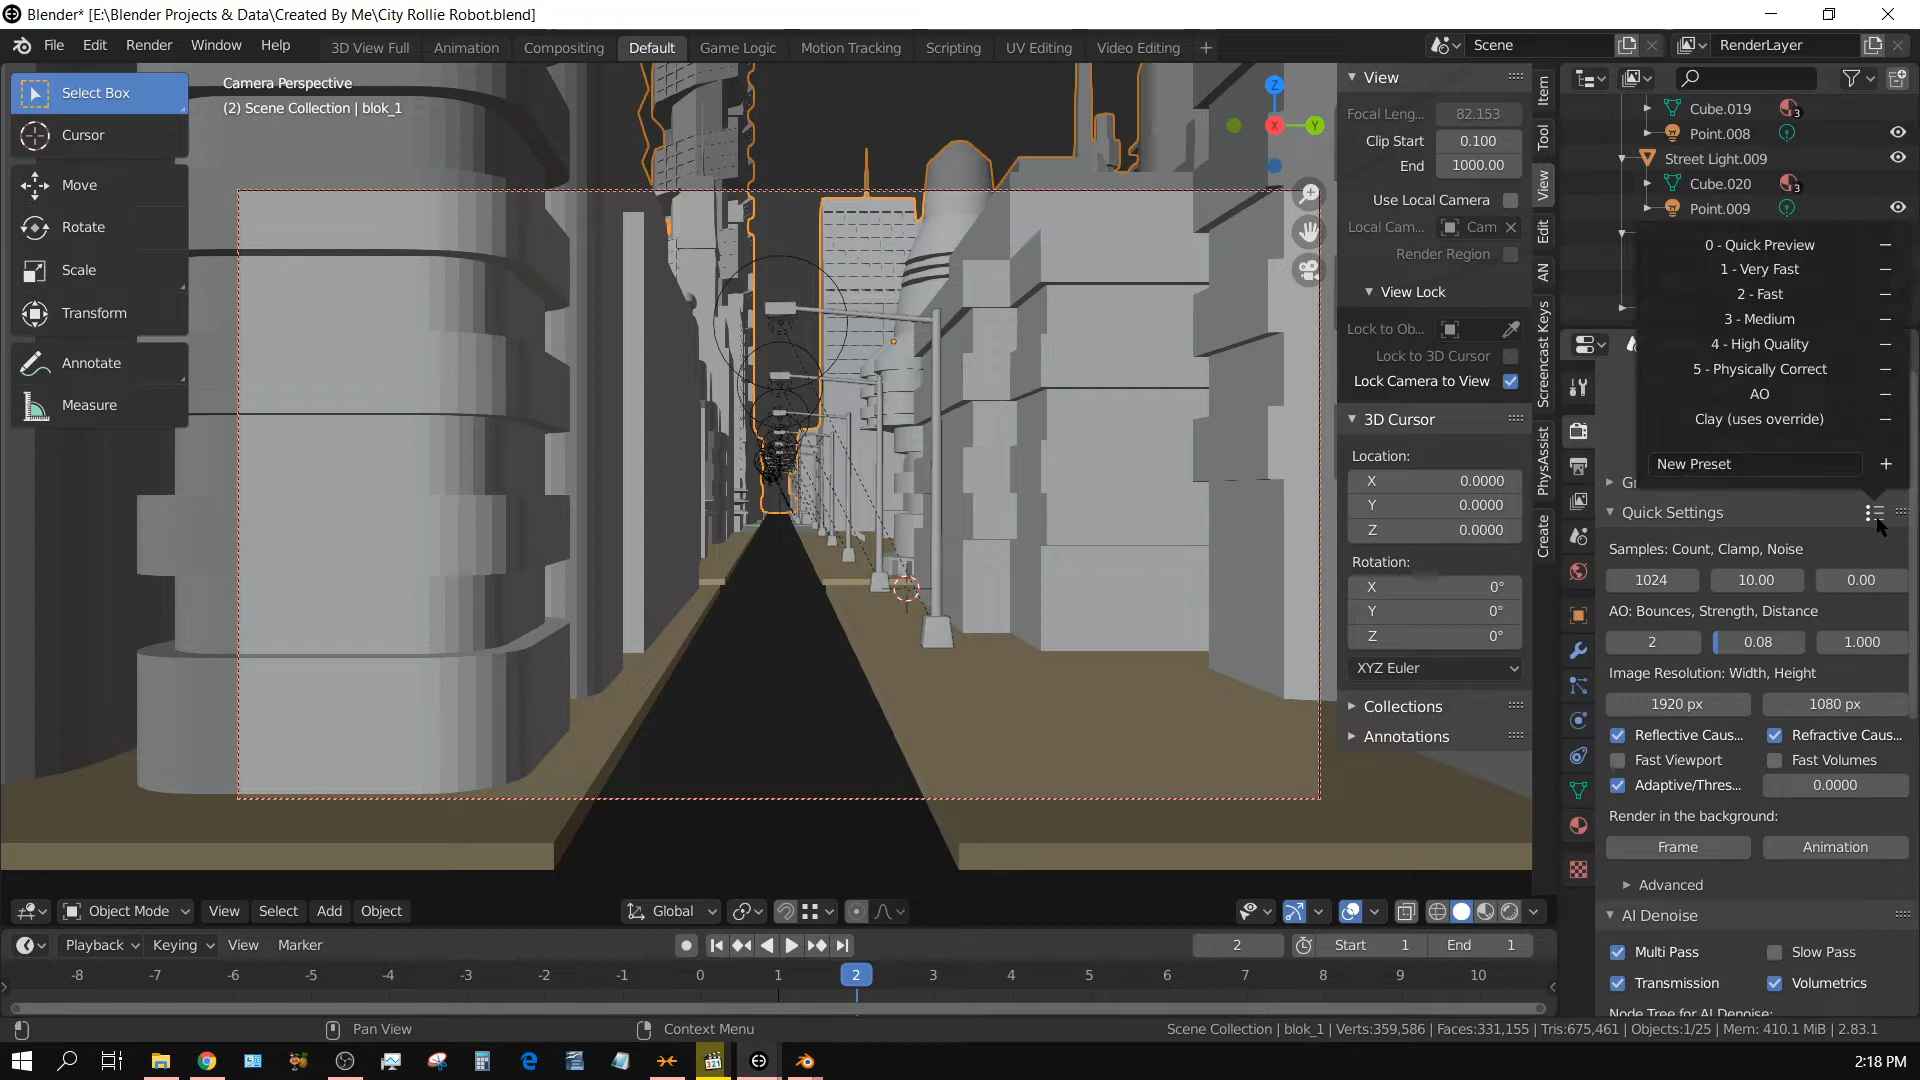 Blender* [E:\Blender Projects & Data\Created By Me\City Rollie Robot.blend]
File Edit Render Window Help 3D View Full Animation Compositing Default Game Logic Motion Tracking Scripting UV Editing Video Editing + Scene RenderLayer
Select Box
Cursor
Move
Rotate
Scale
Transform
Annotate
Measure
Camera Perspective
(2) Scene Collection | blok_1
Z
X
Y
View
Focal Leng... 82.153
Clip Start 0.100
End 1000.00
Use Local Camera
Local Cam... Cam
Render Region
View Lock
Lock to Ob...
Lock to 3D Cursor
Lock Camera to View
3D Cursor
Location:
X 0.0000
Y 0.0000
Z 0.0000
Rotation:
X 0°
Y 0°
Z 0°
XYZ Euler
Collections
Annotations
Item
Tool
View
Edit
AN
Screencast Keys
PhysAssist
Create
Cube.019 3
Point.008
Street Light.009
Cube.020 3
Point.009
0 - Quick Preview
1 - Very Fast
2 - Fast
3 - Medium
4 - High Quality
5 - Physically Correct
AO
Clay (uses override)
New Preset +
Quick Settings
Samples: Count, Clamp, Noise
1024 10.00 0.00
AO: Bounces, Strength, Distance
2 0.08 1.000
Image Resolution: Width, Height
1920 px 1080 px
Reflective Caus... Refractive Caus...
Fast Viewport Fast Volumes
Adaptive/Thres... 0.0000
Render in the background:
Frame Animation
Advanced
AI Denoise
Multi Pass Slow Pass
Transmission Volumetrics
Node Tree for AI Denoise:
Object Mode View Select Add Object Global
Playback Keying View Marker 2 Start 1 End 1
-8 -7 -6 -5 -4 -3 -2 -1 0 1 2 3 4 5 6 7 8 9 10
Pan View Context Menu Scene Collection | blok_1 | Verts:359,586 | Faces:331,155 | Tris:675,461 | Objects:1/25 | Mem: 410.1 MiB | 2.83.1
2:18 PM